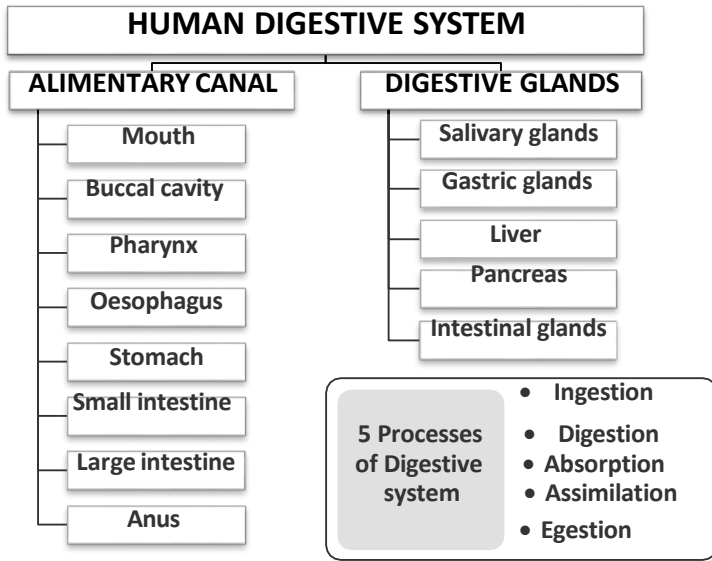 HUMAN DIGESTIVE SYSTEM
ALIMENTARY CANAL
Mouth
Buccal cavity
Pharynx
Oesophagus
Stomach
Small intestine
Large intestine
Anus
DIGESTIVE GLANDS
Salivary glands
Gastric glands
Liver
Pancreas
Intestinal glands
5 Processes
of Digestive
system
• Ingestion
• Digestion
• Absorption
• Assimilation
• Egestion